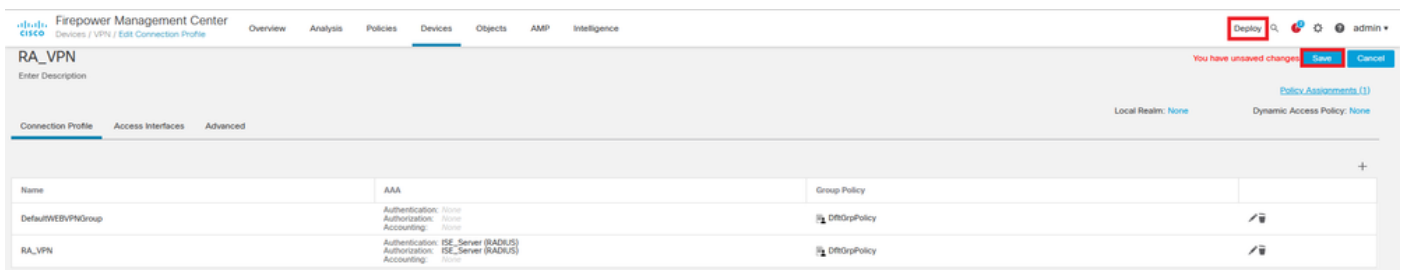 Firepower Management Center
CISCO Devices / VPN / Edit Connection Profile
Overview Analysis Policies Devices Objects AMP Intelligence Deploy admin
RA_VPN
Enter Description
You have unsaved changes Save Cancel
Policy Assignments (1)
Local Realm: None Dynamic Access Policy: None
Connection Profile Access Interfaces Advanced
+
Name AAA Group Policy
DefaultWEBVPNGroup
Authentication: None
Authorization: None
Accounting: None
DfltGrpPolicy
RA_VPN
Authentication: ISE_Server (RADIUS)
Authorization: ISE_Server (RADIUS)
Accounting: None
DfltGrpPolicy